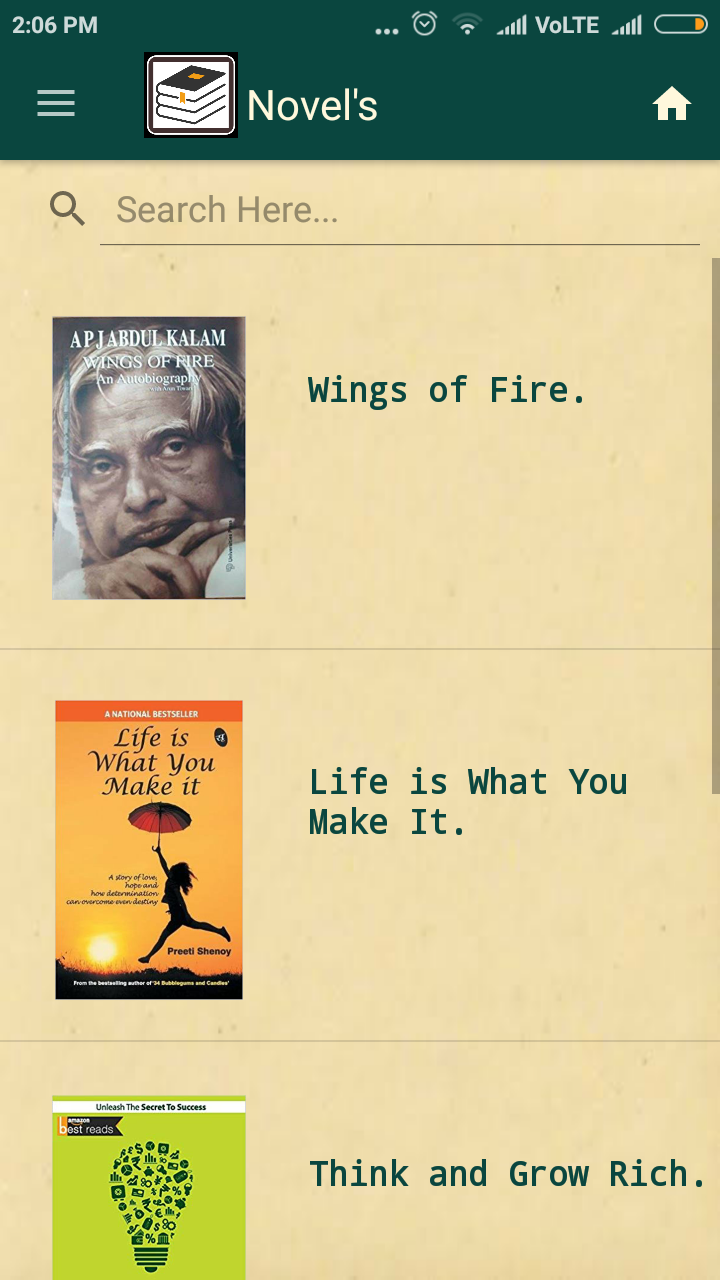 2:06 PM
VoLTE
Novel's
Search Here...
A P J ABDUL KALAM
WINGS OF FIRE
An Autobiography
with Arun Tiwari
Wings of Fire.
A NATIONAL BESTSELLER
Life is
What You
Make it
A story of love,
hope and
how determination
can overcome even destiny
Preeti Shenoy
From the bestselling author of '34 Bubblegums and Candies'
Life is What You
Make It.
Unleash The Secret To Success
amazon
best reads
Think and Grow Rich.